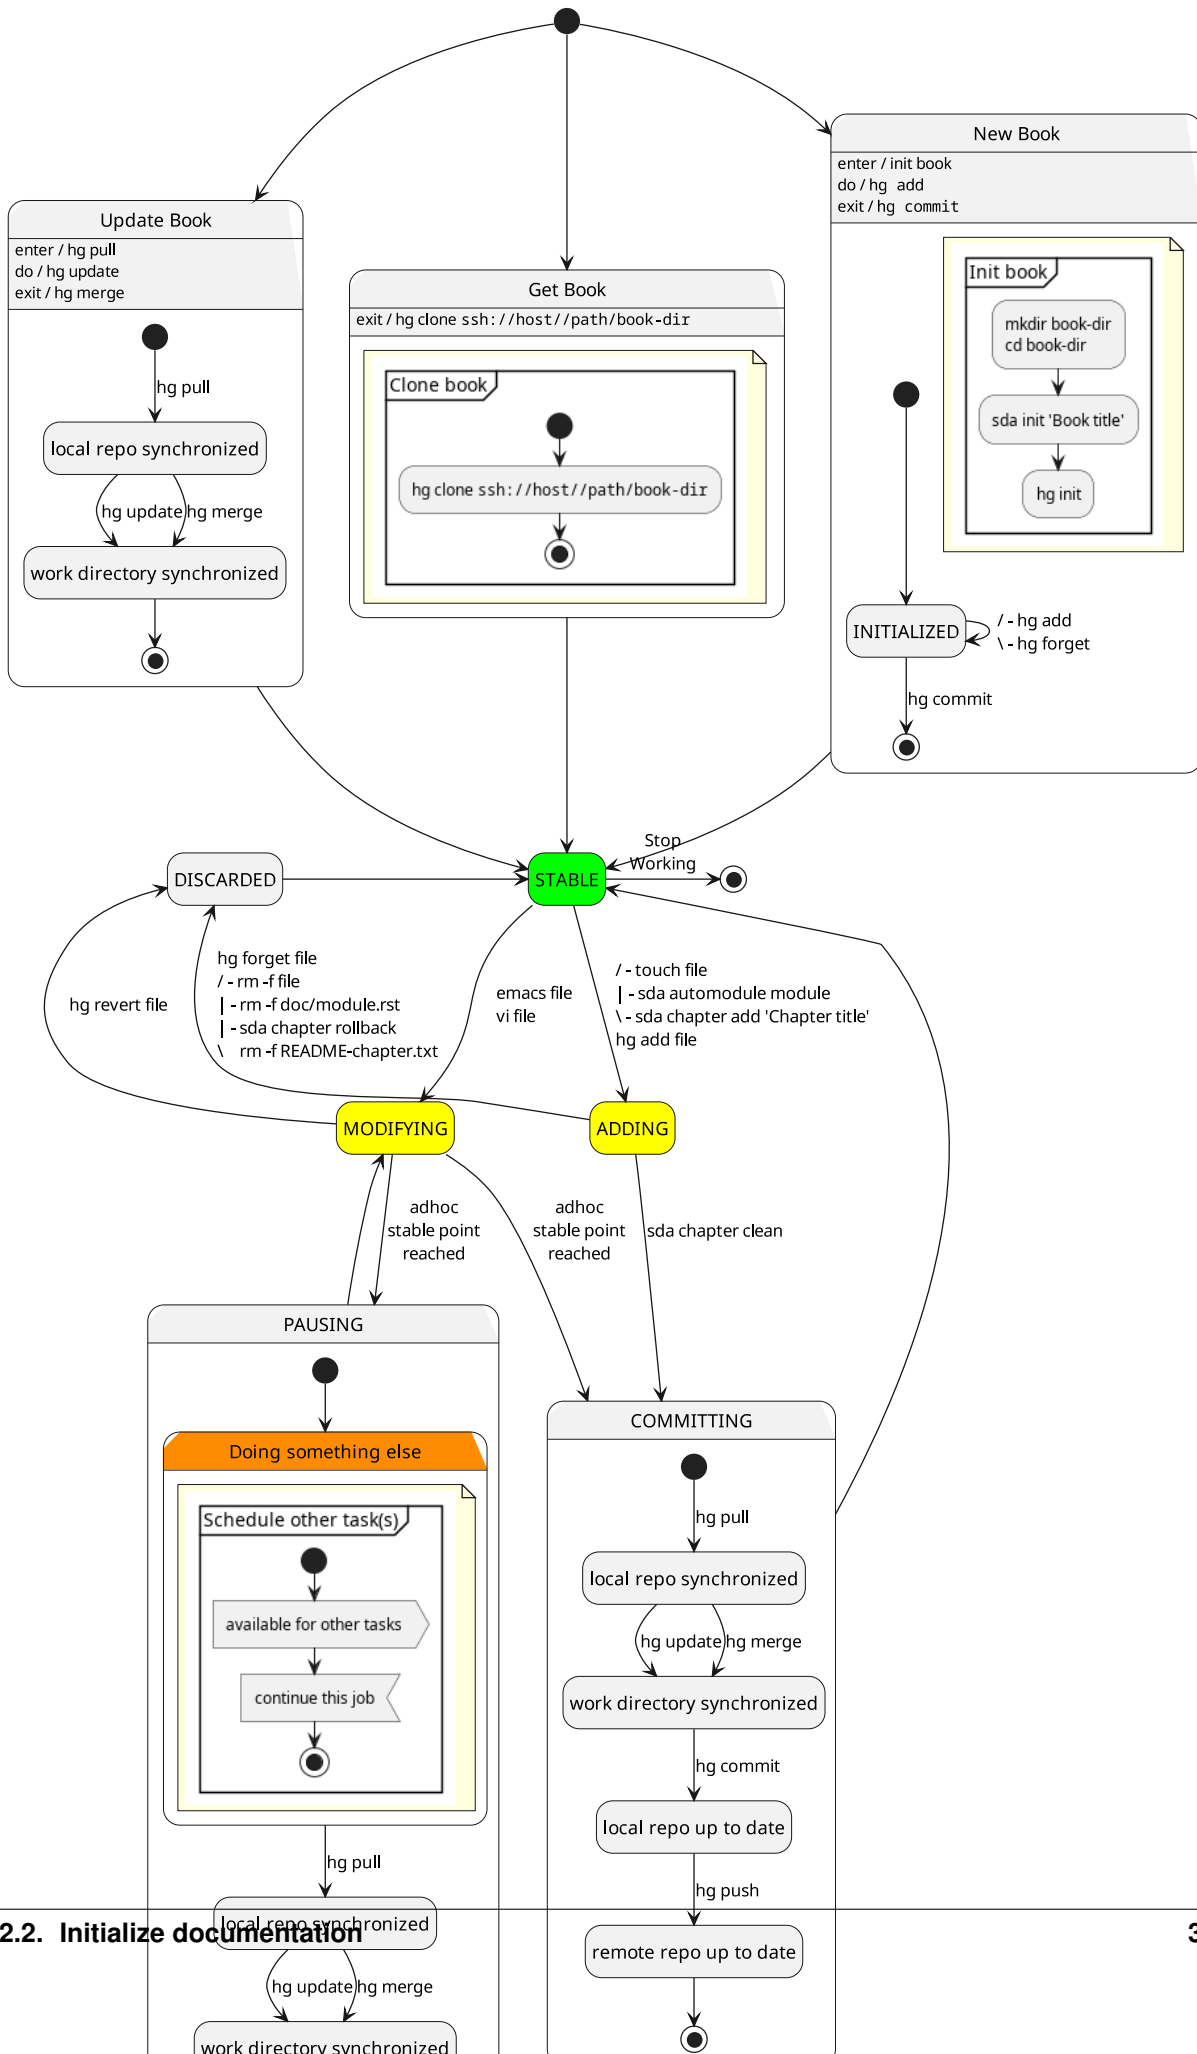 New Book
enter / init book
do / hg add
exit / hg commit
Init book
mkdir book-dir
cd book-dir
sda init 'Book title'
hg init
INITIALIZED
/ - hg add
\ - hg forget
hg commit
Update Book
enter / hg pull
do / hg update
exit / hg merge
hg pull
local repo synchronized
hg update
hg merge
work directory synchronized
Get Book
exit / hg clone ssh://host//path/book-dir
Clone book
hg clone ssh://host//path/book-dir
Stop
Working
DISCARDED
STABLE
hg revert file
hg forget file
/ - rm -f file
| - rm -f doc/module.rst
| - sda chapter rollback
\ rm -f README-chapter.txt
emacs file
vi file
/ - touch file
| - sda automodule module
\ - sda chapter add 'Chapter title'
hg add file
MODIFYING
ADDING
adhoc
stable point
reached
adhoc
stable point
reached
sda chapter clean
PAUSING
Doing something else
Schedule other task(s)
available for other tasks
continue this job
hg pull
local repo synchronized
hg update
hg merge
work directory synchronized
COMMITTING
hg pull
local repo synchronized
hg update
hg merge
work directory synchronized
hg commit
local repo up to date
hg push
remote repo up to date
2.2. Initialize documentation
3